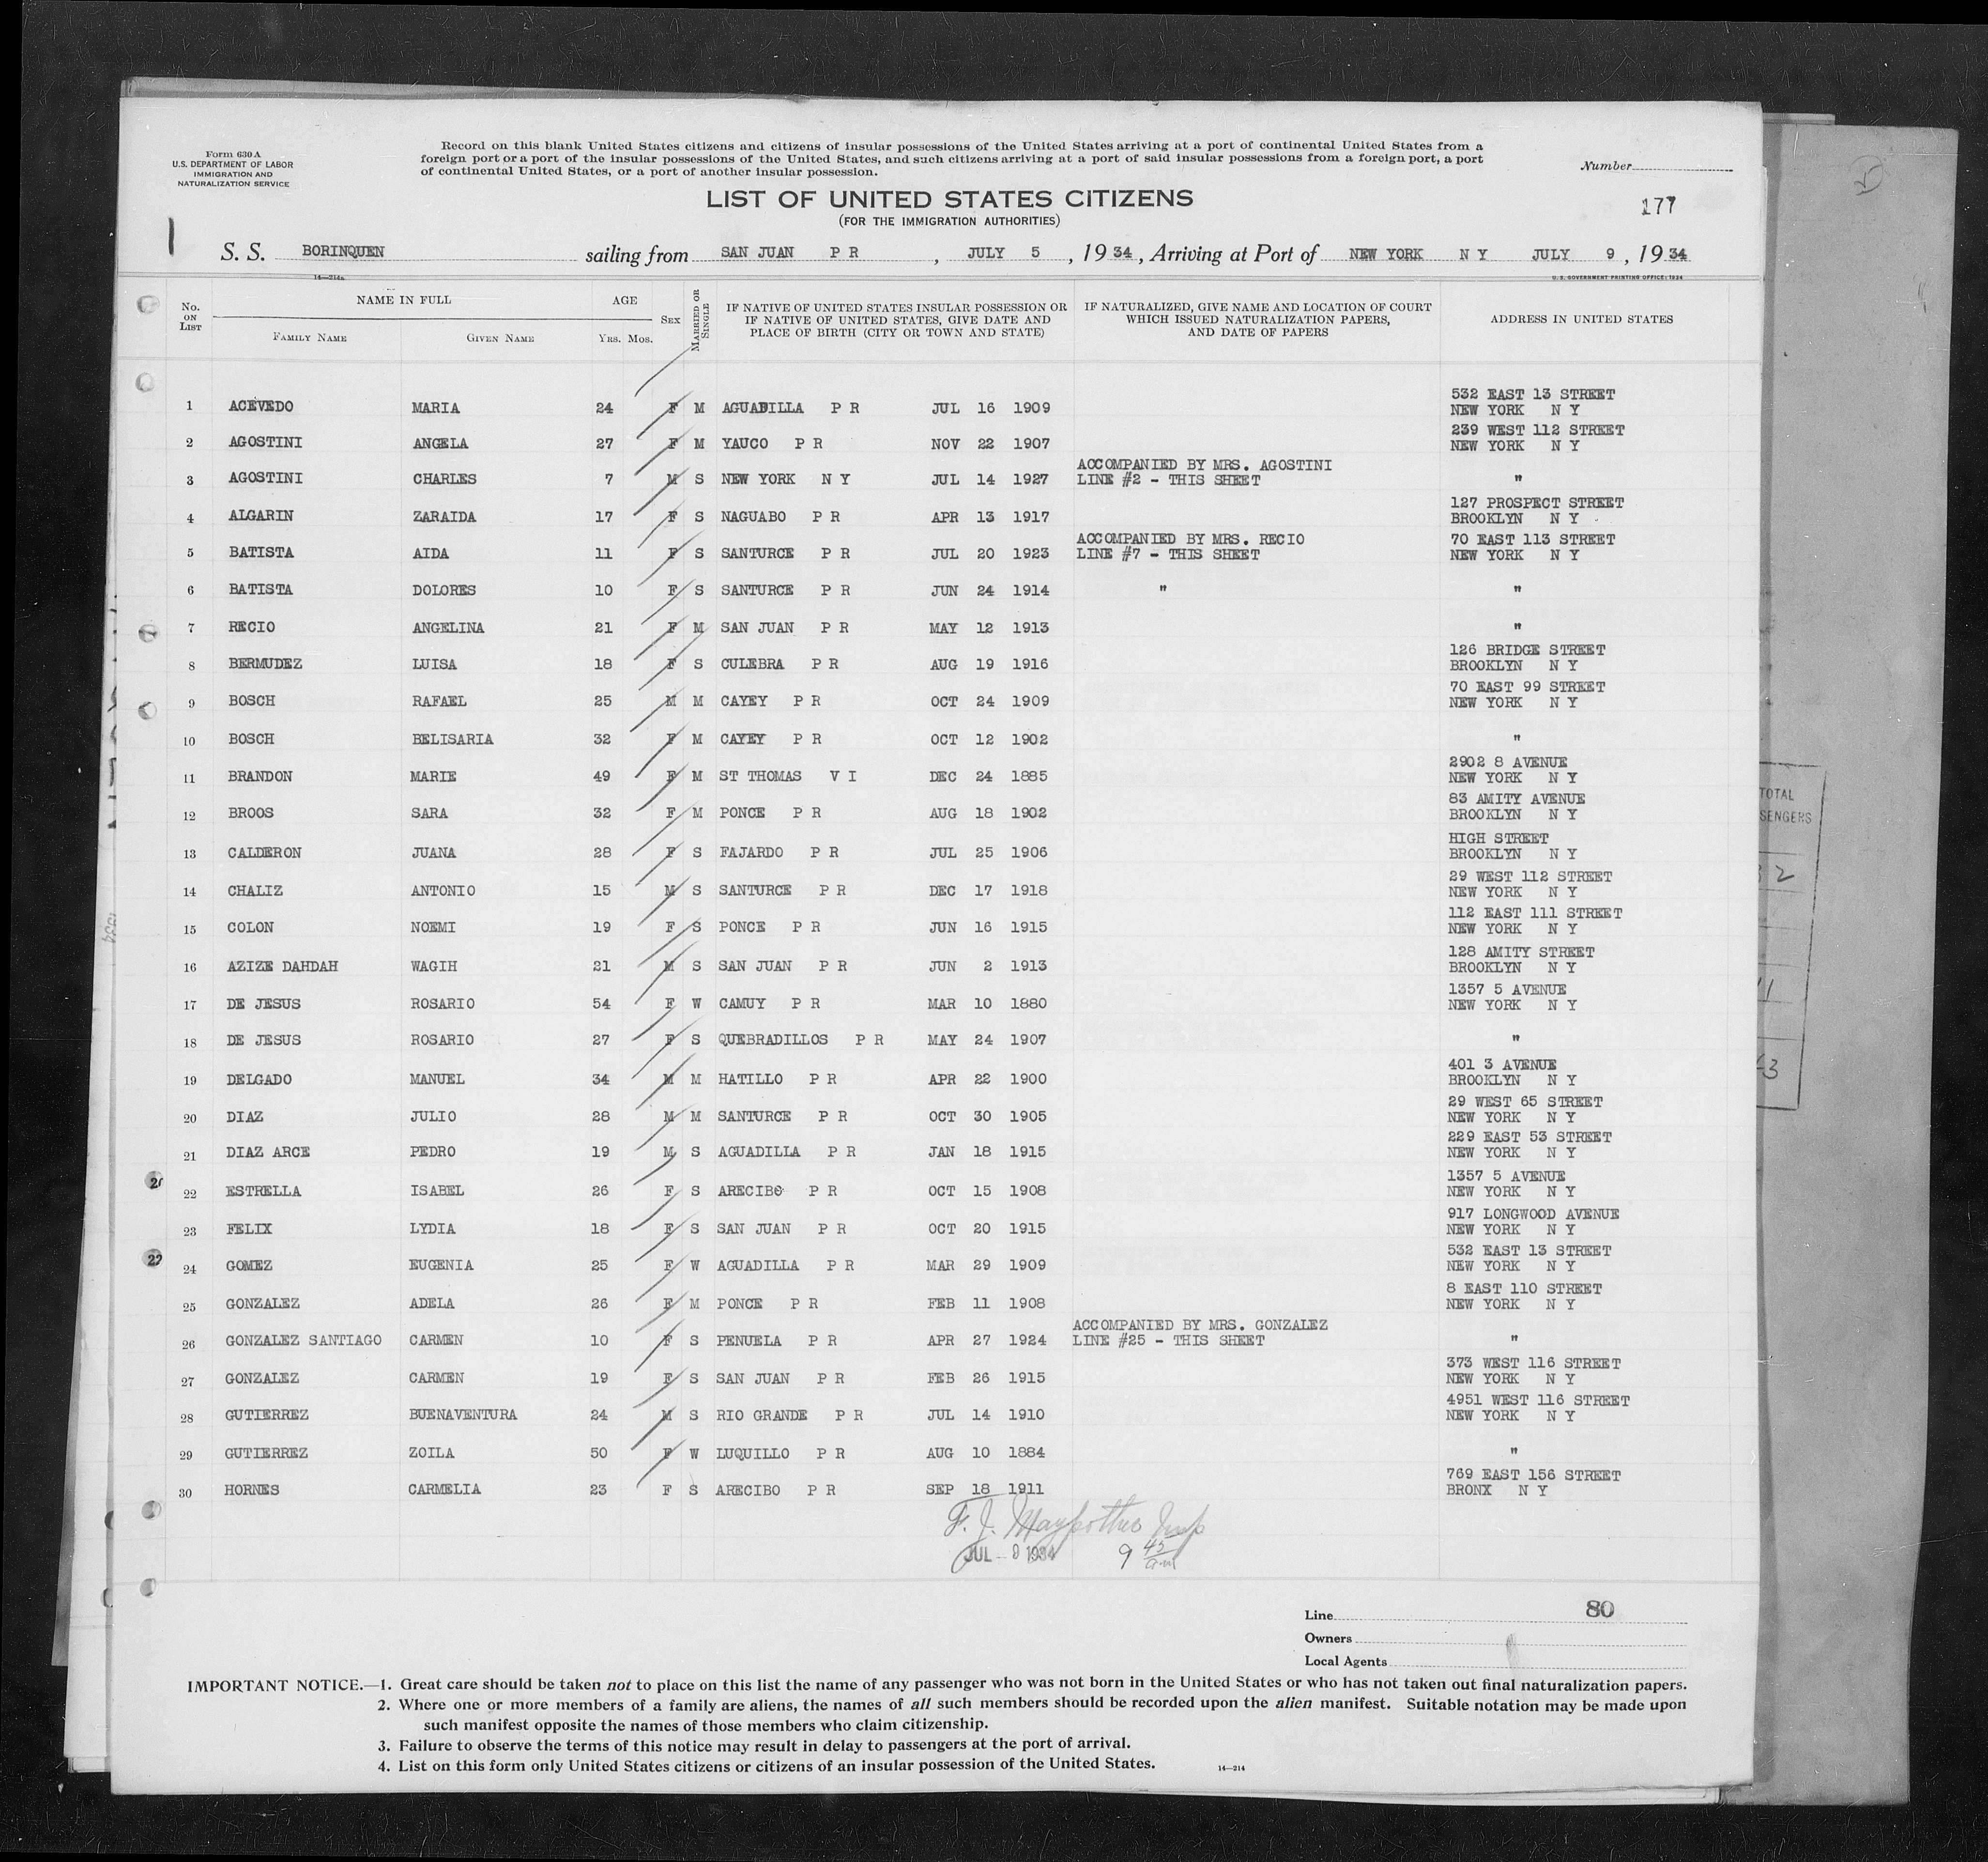 Form 630 A
U.S. DEPARTMENT OF LABOR
IMMIGRATION AND
NATURALIZATION SERVICE
Record on this blank United States citizens and citizens of insular possessions of the United States arriving at a port of continental United States from a
foreign port or a port of the insular possessions of the United States, and such citizens arriving at a port of said insular possessions from a foreign port, a port
of continental United States, or a port of another insular possession.
Number
LIST OF UNITED STATES CITIZENS
(FOR THE IMMIGRATION AUTHORITIES)
177
S. S. BORINQUEN sailing from SAN JUAN P R, JULY 5, 1934, Arriving at Port of NEW YORK N Y JULY 9, 1934
14—214a
U. S. GOVERNMENT PRINTING OFFICE: 1934
No. ON LIST
NAME IN FULL
FAMILY NAME
GIVEN NAME
AGE
YRS. MOS.
SEX
MARRIED OR SINGLE
IF NATIVE OF UNITED STATES INSULAR POSSESSION OR
IF NATIVE OF UNITED STATES, GIVE DATE AND
PLACE OF BIRTH (CITY OR TOWN AND STATE)
IF NATURALIZED, GIVE NAME AND LOCATION OF COURT
WHICH ISSUED NATURALIZATION PAPERS,
AND DATE OF PAPERS
ADDRESS IN UNITED STATES
1 ACEVEDO MARIA 24 F M AGUADILLA P R JUL 16 1909 532 EAST 13 STREET
NEW YORK N Y
2 AGOSTINI ANGELA 27 F M YAUCO P R NOV 22 1907 239 WEST 112 STREET
NEW YORK N Y
3 AGOSTINI CHARLES 7 M S NEW YORK N Y JUL 14 1927 ACCOMPANIED BY MRS. AGOSTINI
LINE #2 - THIS SHEET "
4 ALGARIN ZARAIDA 17 F S NAGUABO P R APR 13 1917 127 PROSPECT STREET
BROOKLYN N Y
5 BATISTA AIDA 11 F S SANTURCE P R JUL 20 1923 ACCOMPANIED BY MRS. RECIO 70 EAST 113 STREET
LINE #7 - THIS SHEET NEW YORK N Y
6 BATISTA DOLORES 10 F S SANTURCE P R JUN 24 1914 " "
7 RECIO ANGELINA 21 F M SAN JUAN P R MAY 12 1913 "
8 BERMUDEZ LUISA 18 F S CULEBRA P R AUG 19 1916 126 BRIDGE STREET
BROOKLYN N Y
9 BOSCH RAFAEL 25 M M CAYEY P R OCT 24 1909 70 EAST 99 STREET
NEW YORK N Y
10 BOSCH BELISARIA 32 F M CAYEY P R OCT 12 1902 "
11 BRANDON MARIE 49 F M ST THOMAS V I DEC 24 1885 2902 8 AVENUE
NEW YORK N Y
12 BROOS SARA 32 F M PONCE P R AUG 18 1902 83 AMITY AVENUE
BROOKLYN N Y
13 CALDERON JUANA 28 F S FAJARDO P R JUL 25 1906 HIGH STREET
BROOKLYN N Y
14 CHALIZ ANTONIO 15 M S SANTURCE P R DEC 17 1918 29 WEST 112 STREET
NEW YORK N Y
15 COLON NOEMI 19 F S PONCE P R JUN 16 1915 112 EAST 111 STREET
NEW YORK N Y
16 AZIZE DAHDAH WAGIH 21 M S SAN JUAN P R JUN 2 1913 128 AMITY STREET
BROOKLYN N Y
17 DE JESUS ROSARIO 54 F W CAMUY P R MAR 10 1880 1357 5 AVENUE
NEW YORK N Y
18 DE JESUS ROSARIO 27 F S QUEBRADILLOS P R MAY 24 1907 "
19 DELGADO MANUEL 34 M M HATILLO P R APR 22 1900 401 3 AVENUE
BROOKLYN N Y
20 DIAZ JULIO 28 M M SANTURCE P R OCT 30 1905 29 WEST 65 STREET
NEW YORK N Y
21 DIAZ ARCE PEDRO 19 M S AGUADILLA P R JAN 18 1915 229 EAST 53 STREET
NEW YORK N Y
22 ESTRELLA ISABEL 26 F S ARECIBO P R OCT 15 1908 1357 5 AVENUE
NEW YORK N Y
23 FELIX LYDIA 18 F S SAN JUAN P R OCT 20 1915 917 LONGWOOD AVENUE
NEW YORK N Y
24 GOMEZ EUGENIA 25 F W AGUADILLA P R MAR 29 1909 532 EAST 13 STREET
NEW YORK N Y
25 GONZALEZ ADELA 26 F M PONCE P R FEB 11 1908 8 EAST 110 STREET
NEW YORK N Y
26 GONZALEZ SANTIAGO CARMEN 10 F S PENUELA P R APR 27 1924 ACCOMPANIED BY MRS. GONZALEZ
LINE #25 - THIS SHEET "
27 GONZALEZ CARMEN 19 F S SAN JUAN P R FEB 26 1915 373 WEST 116 STREET
NEW YORK N Y
28 GUTIERREZ BUENAVENTURA 24 M S RIO GRANDE P R JUL 14 1910 4951 WEST 116 STREET
NEW YORK N Y
29 GUTIERREZ ZOILA 50 F W LUQUILLO P R AUG 10 1884 "
30 HORNES CARMELIA 23 F S ARECIBO P R SEP 18 1911 769 EAST 156 STREET
BRONX N Y
F. J.
JUL - 9 1934 9 45 am
Line 80
Owners
Local Agents
IMPORTANT NOTICE.—1. Great care should be taken not to place on this list the name of any passenger who was not born in the United States or who has not taken out final naturalization papers.
2. Where one or more members of a family are aliens, the names of all such members should be recorded upon the alien manifest. Suitable notation may be made upon
such manifest opposite the names of those members who claim citizenship.
3. Failure to observe the terms of this notice may result in delay to passengers at the port of arrival.
4. List on this form only United States citizens or citizens of an insular possession of the United States.
14—214
TOTAL